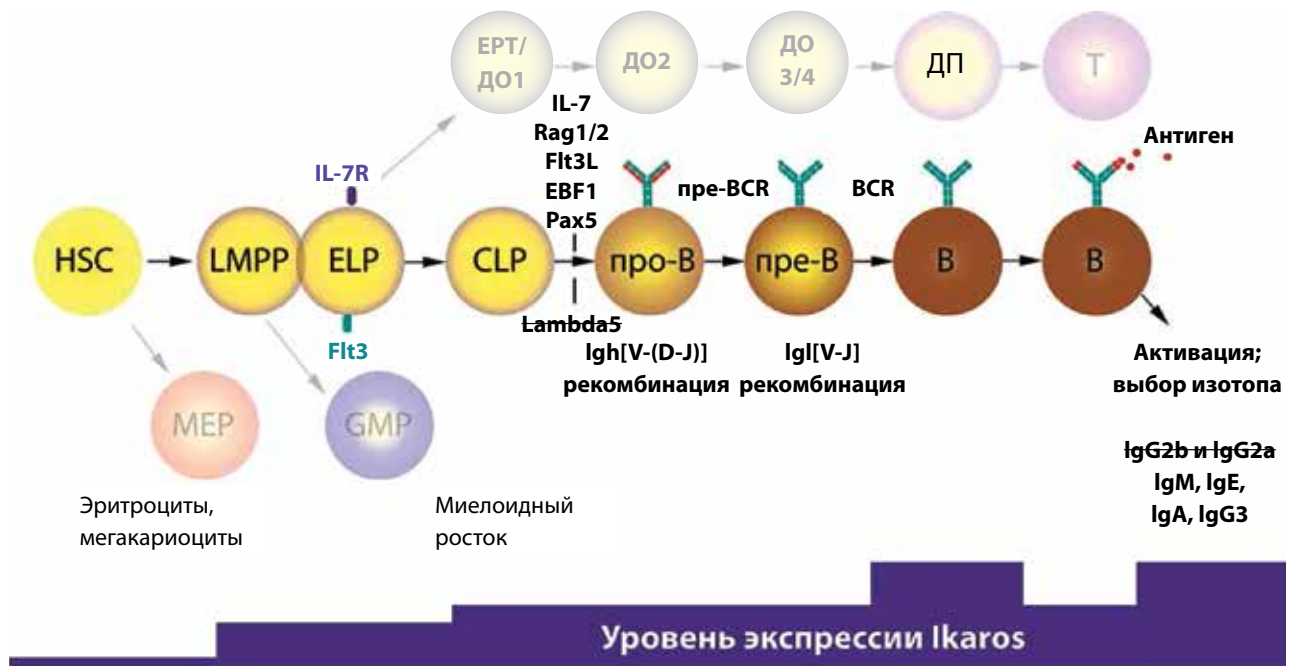 ЕРТ/
ДО1
ДО2
ДО
3/4
ДП
Т
IL-7
Rag1/2
Flt3L
EBF1
Pax5
Антиген
IL-7R
пре-BCR
BCR
HSC
LMPP
ELP
CLP
про-В
пре-В
В
В
Lambda5
Flt3
Igh[V-(D-J)]
рекомбинация
Igl[V-J]
рекомбинация
Активация;
выбор изотопа
MEP
GMP
IgG2b и IgG2a
IgM, IgE,
IgA, IgG3
Эритроциты,
мегакариоциты
Миелоидный
росток
Уровень экспрессии Ikaros